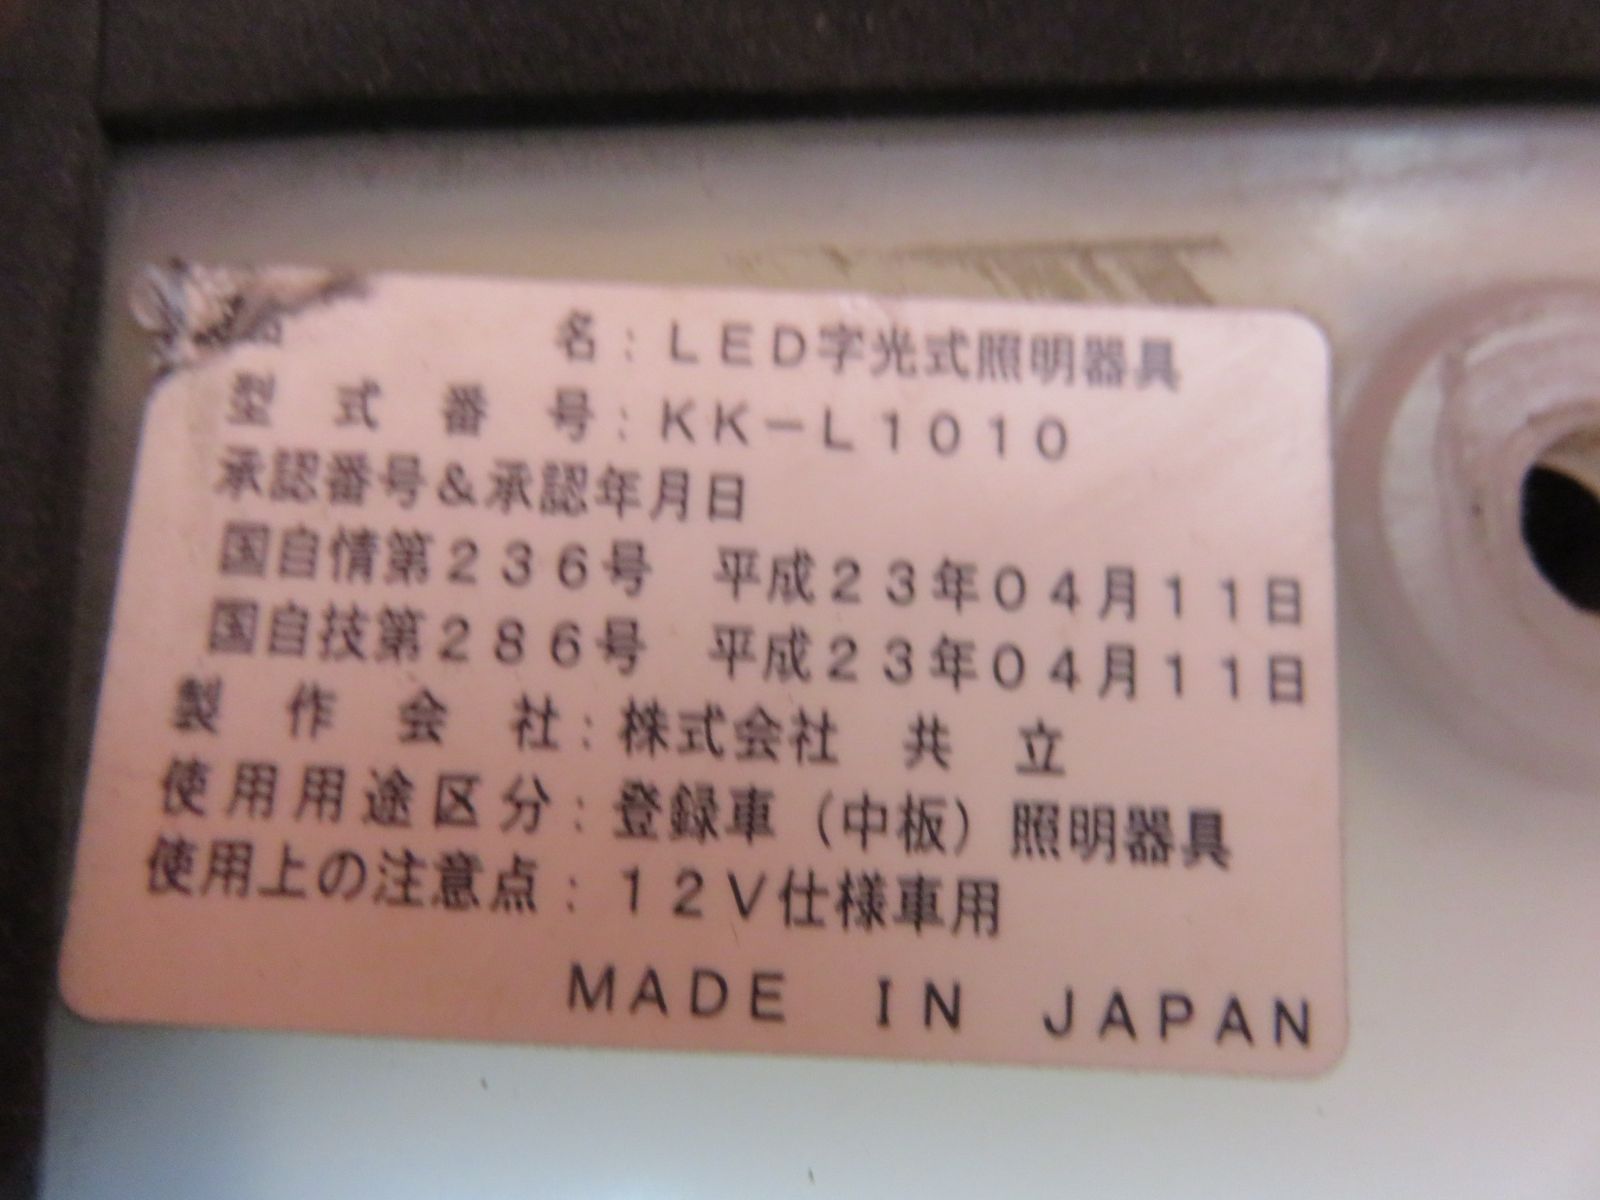 名：ＬＥＤ字光式照明器具
型式番号：ＫＫ－Ｌ１０１０
承認番号＆承認年月日
国自情第２３６号　平成２３年０４月１１日
国自技第２８６号　平成２３年０４月１１日
製作会社：株式会社　共　立
使用用途区分：登録車（中板）照明器具
使用上の注意点：１２Ｖ仕様車用
ＭＡＤＥ　ＩＮ　ＪＡＰＡＮ